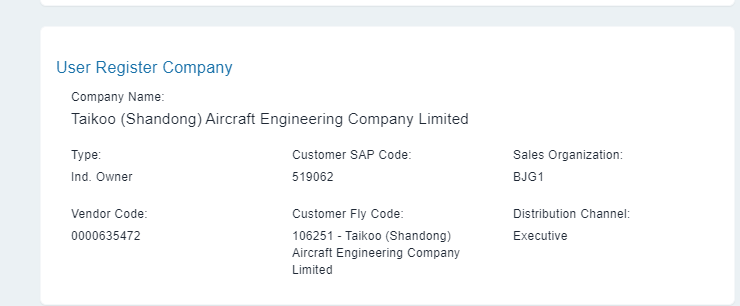 User Register Company
Company Name:
Taikoo (Shandong) Aircraft Engineering Company Limited
Type:
Customer SAP Code:
Sales Organization:
Ind. Owner
519062
BJG1
Vendor Code:
Customer Fly Code:
Distribution Channel:
0000635472
106251 - Taikoo (Shandong)
Aircraft Engineering Company
Limited
Executive